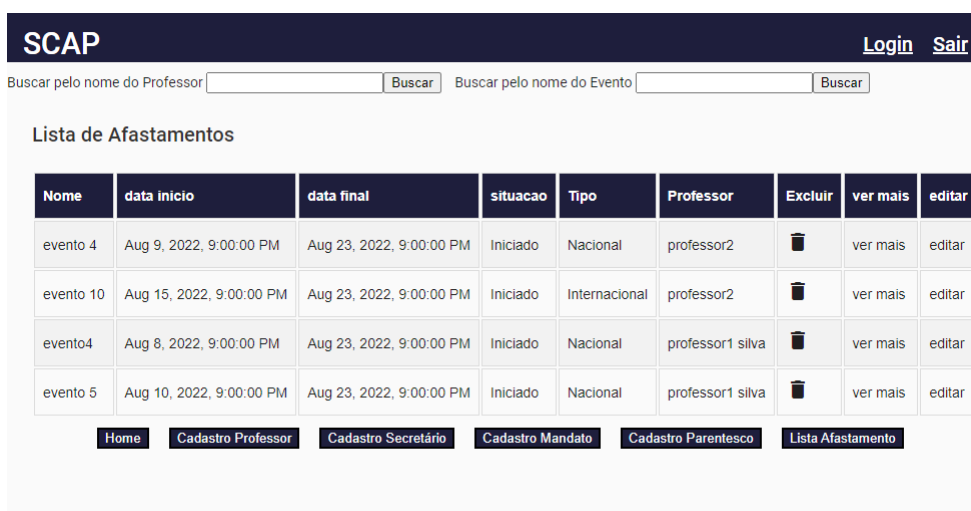 SCAP Login Sair
Buscar pelo nome do Professor Buscar Buscar pelo nome do Evento Buscar
Lista de Afastamentos
Nome data inicio data final situacao Tipo Professor Excluir ver mais editar
evento 4 Aug 9, 2022, 9:00:00 PM Aug 23, 2022, 9:00:00 PM Iniciado Nacional professor2 ver mais editar
evento 10 Aug 15, 2022, 9:00:00 PM Aug 23, 2022, 9:00:00 PM Iniciado Internacional professor2 ver mais editar
evento4 Aug 8, 2022, 9:00:00 PM Aug 23, 2022, 9:00:00 PM Iniciado Nacional professor1 silva ver mais editar
evento 5 Aug 10, 2022, 9:00:00 PM Aug 23, 2022, 9:00:00 PM Iniciado Nacional professor1 silva ver mais editar
Home Cadastro Professor Cadastro Secretário Cadastro Mandato Cadastro Parentesco Lista Afastamento